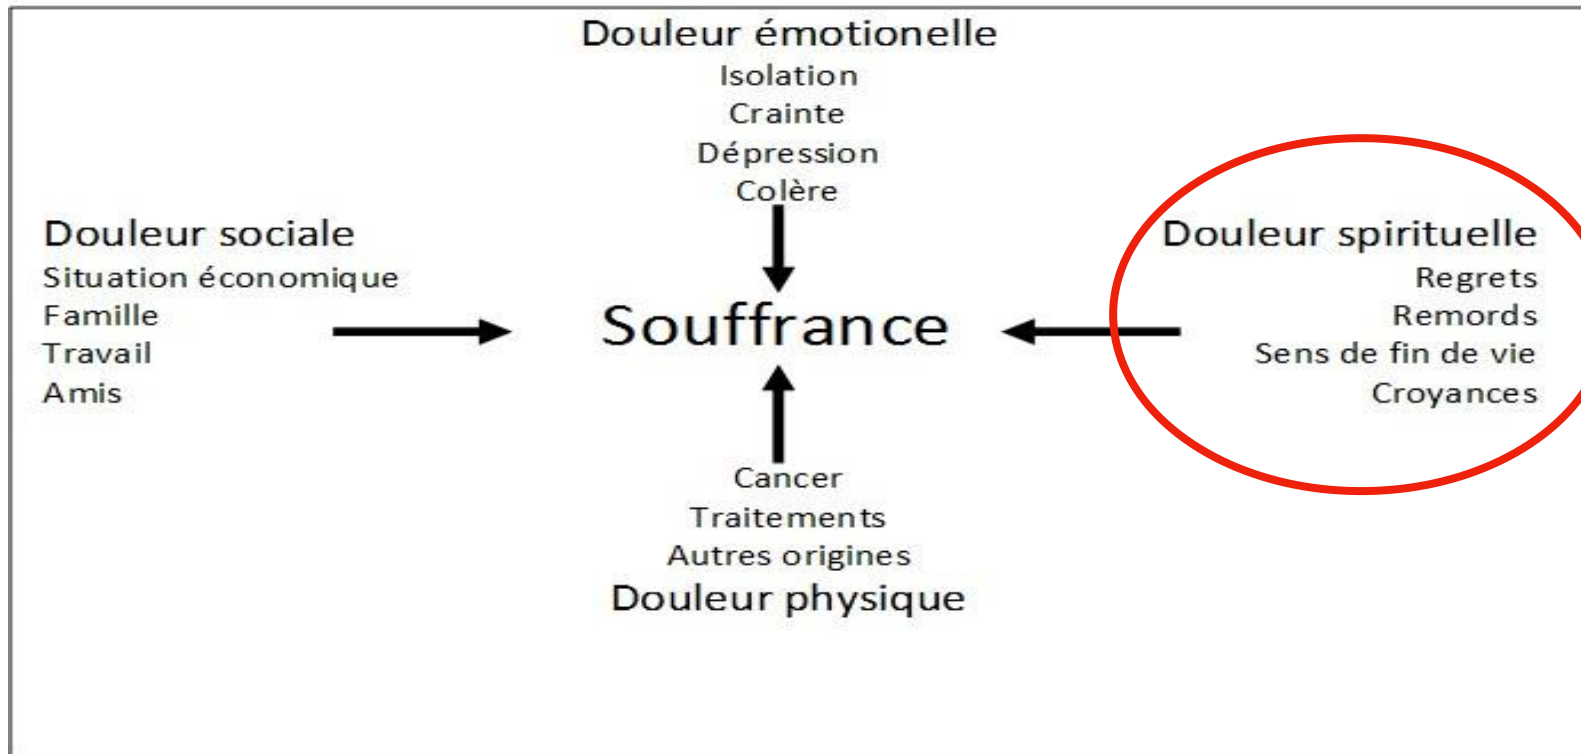 Douleur émotionelle
Isolation
Crainte
Dépression
Colère
Douleur sociale
Situation économique
Famille
Travail
Amis
Souffrance
Douleur spirituelle
Regrets
Remords
Sens de fin de vie
Croyances
Cancer
Traitements
Autres origines
Douleur physique